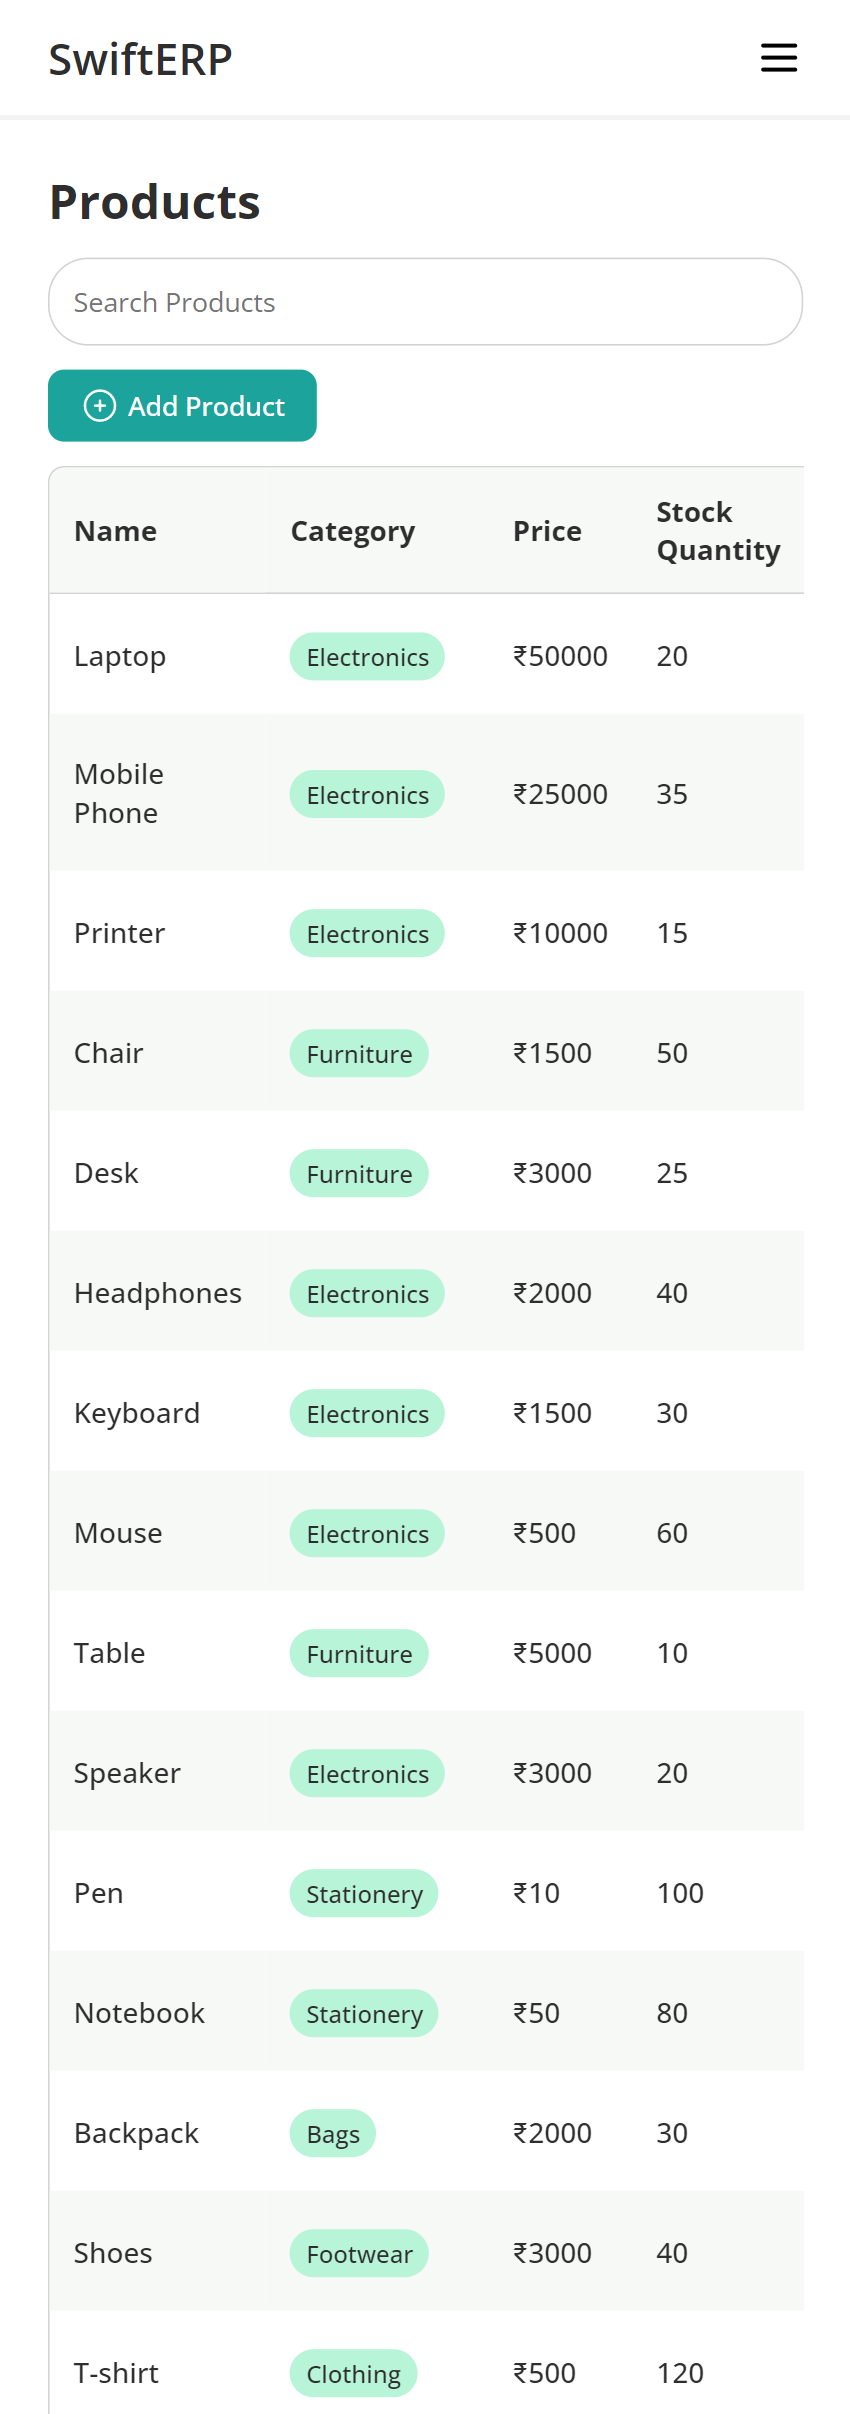 SwiftERP
Products
Search Products
Add Product
Name Category Price Stock Quantity
Laptop Electronics ₹50000 20
Mobile Phone Electronics ₹25000 35
Printer Electronics ₹10000 15
Chair Furniture ₹1500 50
Desk Furniture ₹3000 25
Headphones Electronics ₹2000 40
Keyboard Electronics ₹1500 30
Mouse Electronics ₹500 60
Table Furniture ₹5000 10
Speaker Electronics ₹3000 20
Pen Stationery ₹10 100
Notebook Stationery ₹50 80
Backpack Bags ₹2000 30
Shoes Footwear ₹3000 40
T-shirt Clothing ₹500 120